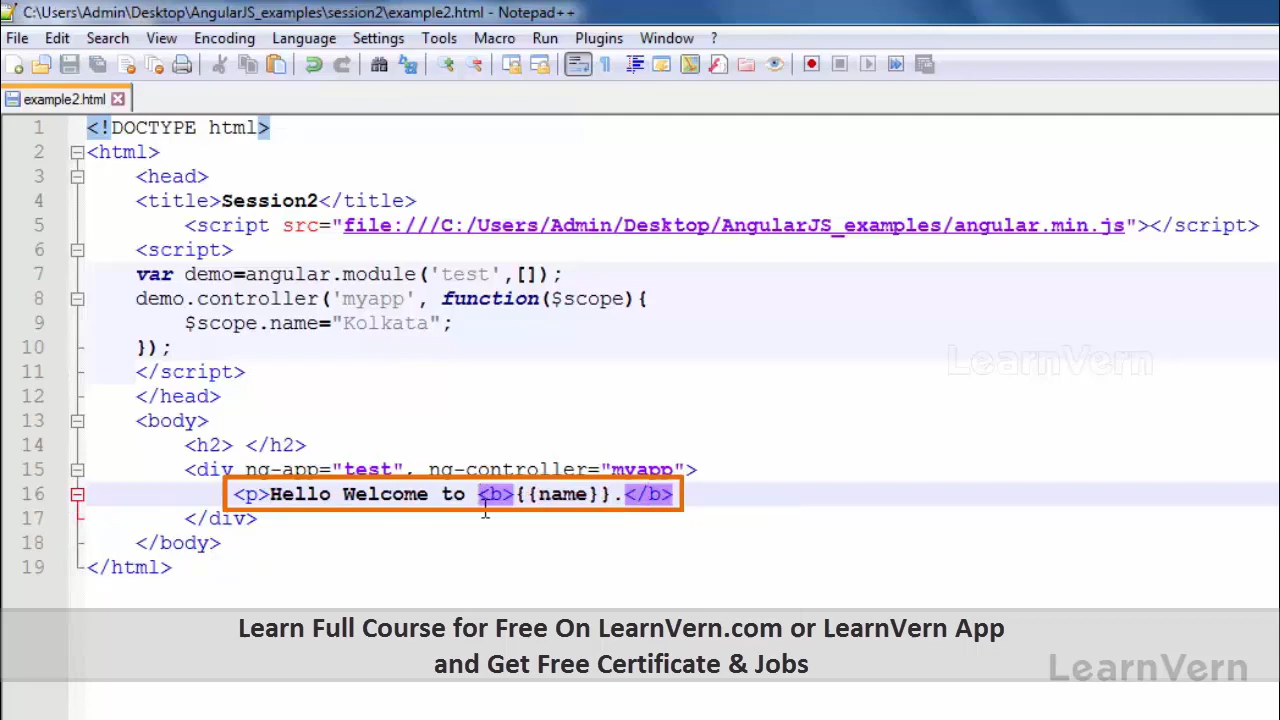 C:\Users\Admin\Desktop\AngularJS_examples\session2\example2.html - Notepad++
File Edit Search View Encoding Language Settings Tools Macro Run Plugins Window ?
example2.html
1 <!DOCTYPE html>
2 <html>
3 <head>
4 <title>Session2</title>
5 <script src="file:///C:/Users/Admin/Desktop/AngularJS_examples/angular.min.js"></script>
6 <script>
7 var demo=angular.module('test',[]);
8 demo.controller('myapp', function($scope){
9 $scope.name="Kolkata";
10 });
11 </script>
12 </head>
13 <body>
14 <h2> </h2>
15 <div ng-app="test", ng-controller="myapp">
16 <p>Hello Welcome to <b>{{name}}.</b>
17 </div>
18 </body>
19 </html>
LearnVern
Learn Full Course for Free On LearnVern.com or LearnVern App
and Get Free Certificate & Jobs
LearnVern